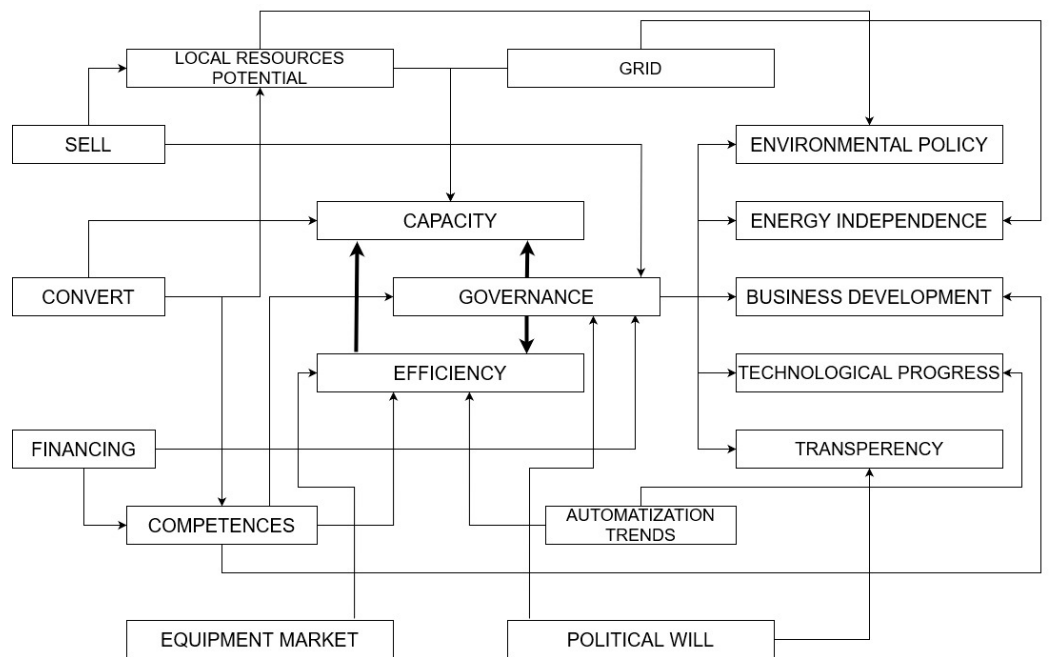 LOCAL RESOURCES
POTENTIAL
GRID
SELL
ENVIRONMENTAL POLICY
CAPACITY
ENERGY INDEPENDENCE
CONVERT
GOVERNANCE
BUSINESS DEVELOPMENT
EFFICIENCY
TECHNOLOGICAL PROGRESS
FINANCING
TRANSPERENCY
COMPETENCES
AUTOMATIZATION
TRENDS
EQUIPMENT MARKET
POLITICAL WILL